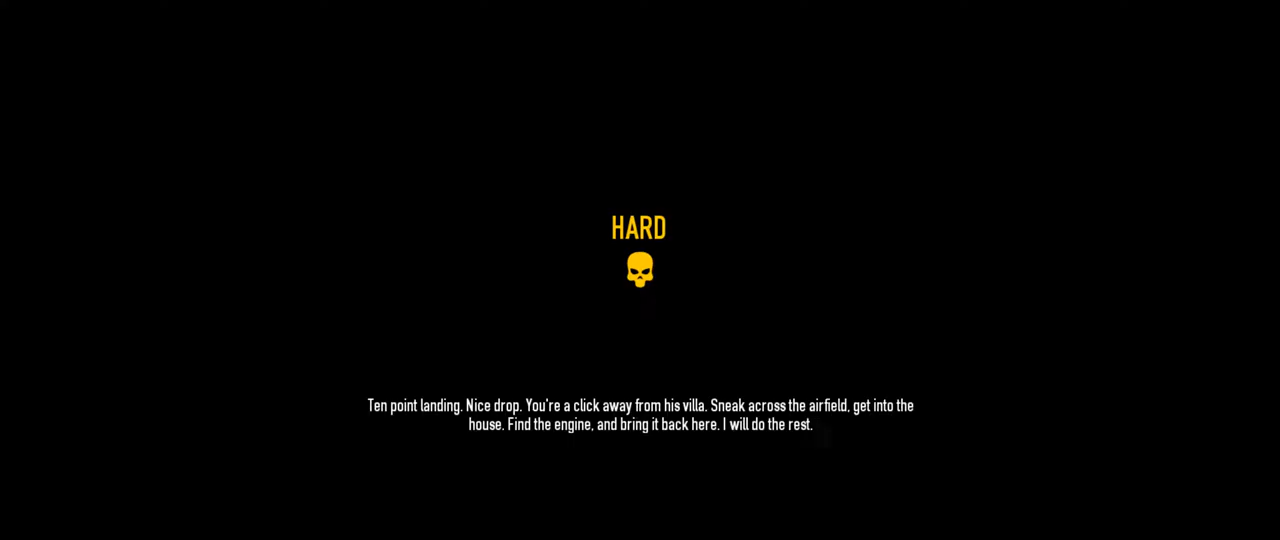 HARD
Ten point landing. Nice drop. You're a click away from his villa. Sneak across the airfield, get into the
house. Find the engine, and bring it back here. I will do the rest.